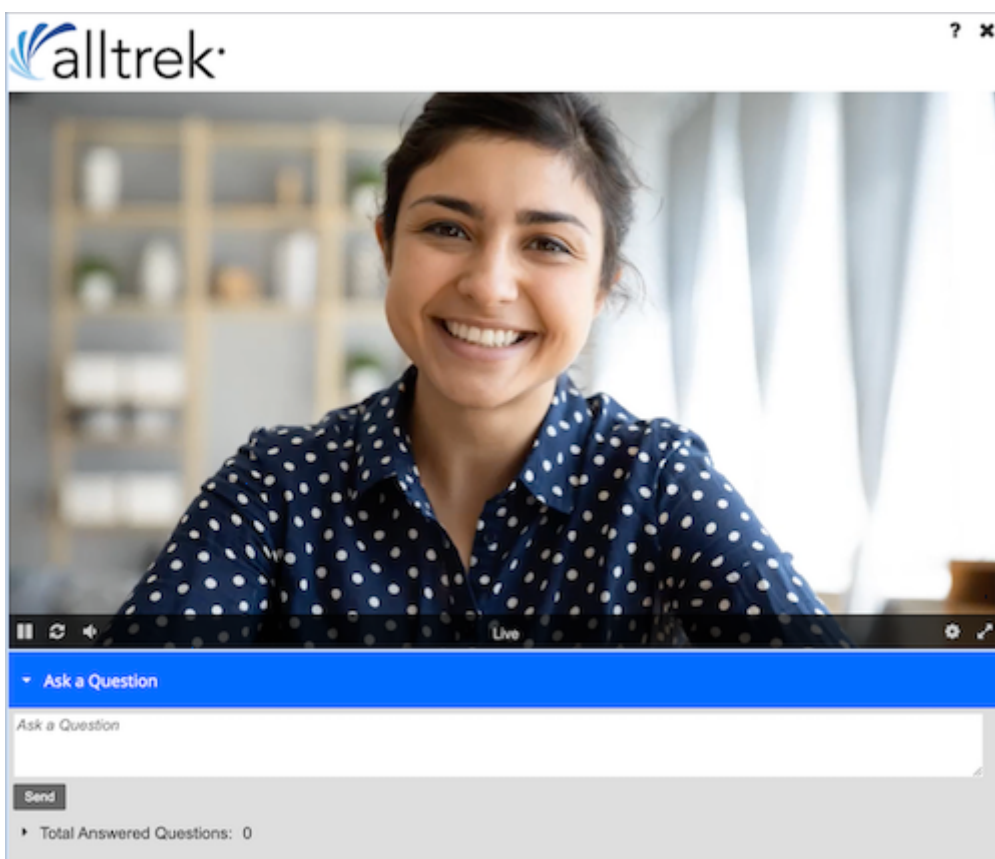 alltrek
?
Live
Ask a Question
Ask a Question
Send
Total Answered Questions: 0